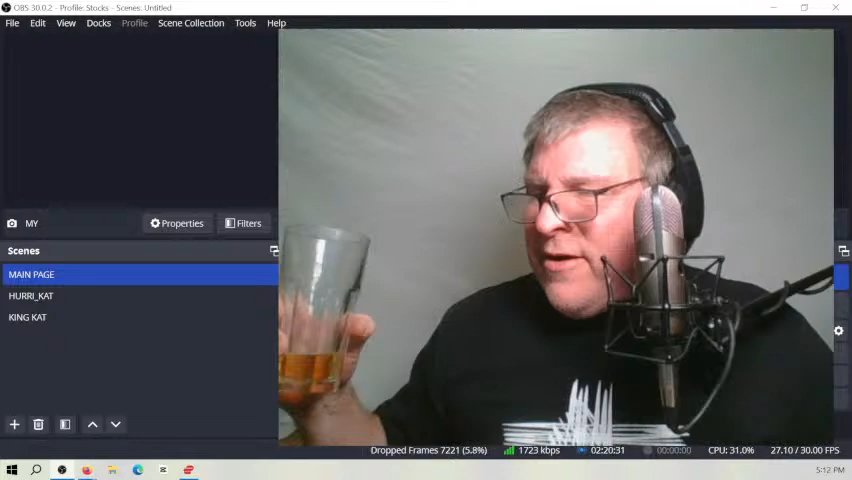 OBS 30.0.2 - Profile: Stocks - Scenes: Untitled
File Edit View Docks Profile Scene Collection Tools Help
MY Properties Filters
Scenes
MAIN PAGE
HURRI_KAT
KING KAT
Dropped Frames 7221 (5.8%) 1723 kbps 02:20:31 00:00:00 CPU: 31.0% 27.10 / 30.00 FPS
5:12 PM